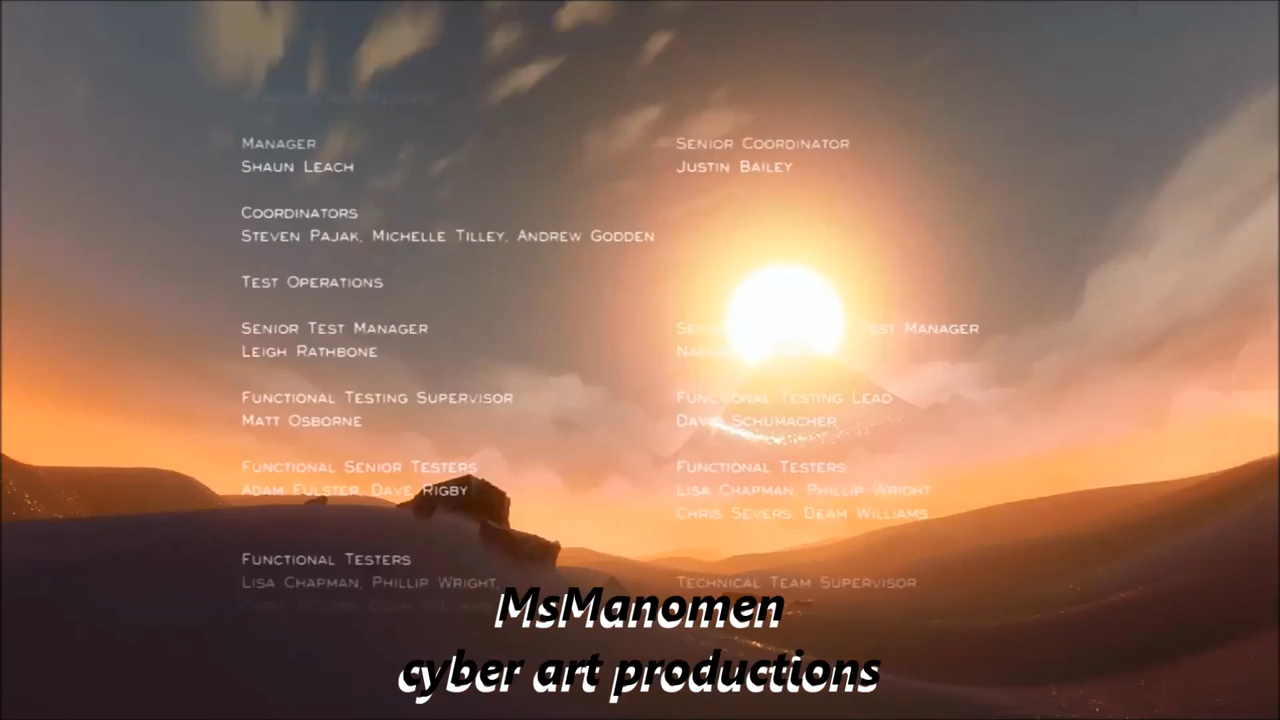 Manager
Shaun Leach
Senior Coordinator
Justin Bailey
Coordinators
Steven Pajak, Michelle Tilley, Andrew Godden
Test Operations
Senior Test Manager
Leigh Rathbone
Test Manager
Functional Testing Supervisor
Matt Osborne
Functional Testing Lead
Schumacher
Functional Senior Testers
Adam Fulster, Dave Rigby
Functional Testers
Lisa Chapman, Phillip Wright
Chris Severs, Deam Williams
Functional Testers
Lisa Chapman, Phillip Wright,
Technical Team Supervisor
MsManomen
cyber art productions